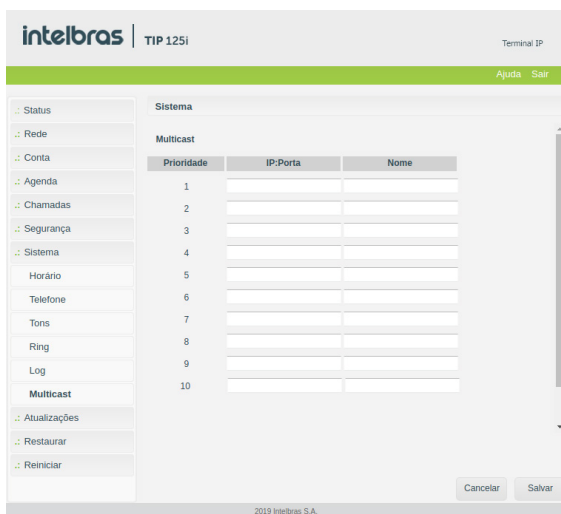 intelbras TIP 125i
Terminal IP
Ajuda Sair
.: Status
.: Rede
.: Conta
.: Agenda
.: Chamadas
.: Segurança
.: Sistema
Horário
Telefone
Tons
Ring
Log
Multicast
.: Atualizações
.: Restaurar
.: Reiniciar
Sistema
Multicast
Prioridade IP:Porta Nome
1
2
3
4
5
6
7
8
9
10
Cancelar Salvar
2019 Intelbras S.A.